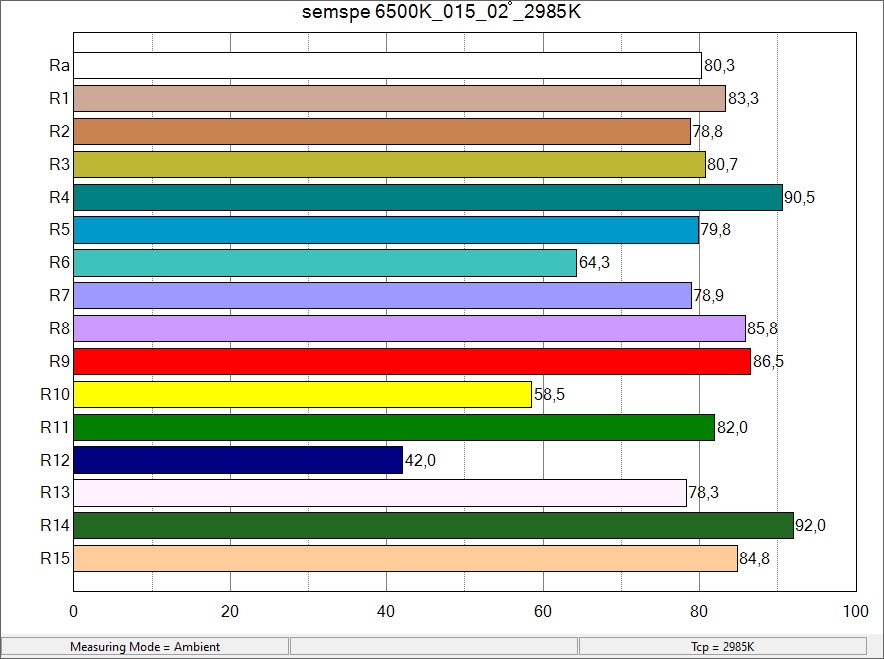 semspe 6500K_015_02°_2985K
Ra 80,3
R1 83,3
R2 78,8
R3 80,7
R4 90,5
R5 79,8
R6 64,3
R7 78,9
R8 85,8
R9 86,5
R10 58,5
R11 82,0
R12 42,0
R13 78,3
R14 92,0
R15 84,8
0 20 40 60 80 100
Measuring Mode = Ambient Tcp = 2985K